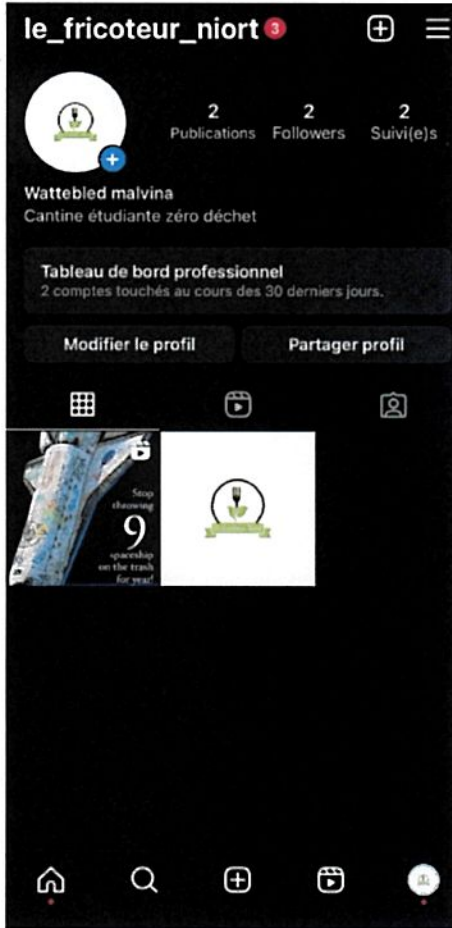 le_fricoteur_niort 3
2 2 2
Publications Followers Suivi(e)s
Wattebled malvina
Cantine étudiante zéro déchet
Tableau de bord professionnel
2 comptes touchés au cours des 30 derniers jours.
Modifier le profil Partager profil
Stop
throwing
9
spaceship
on the trash
for year!